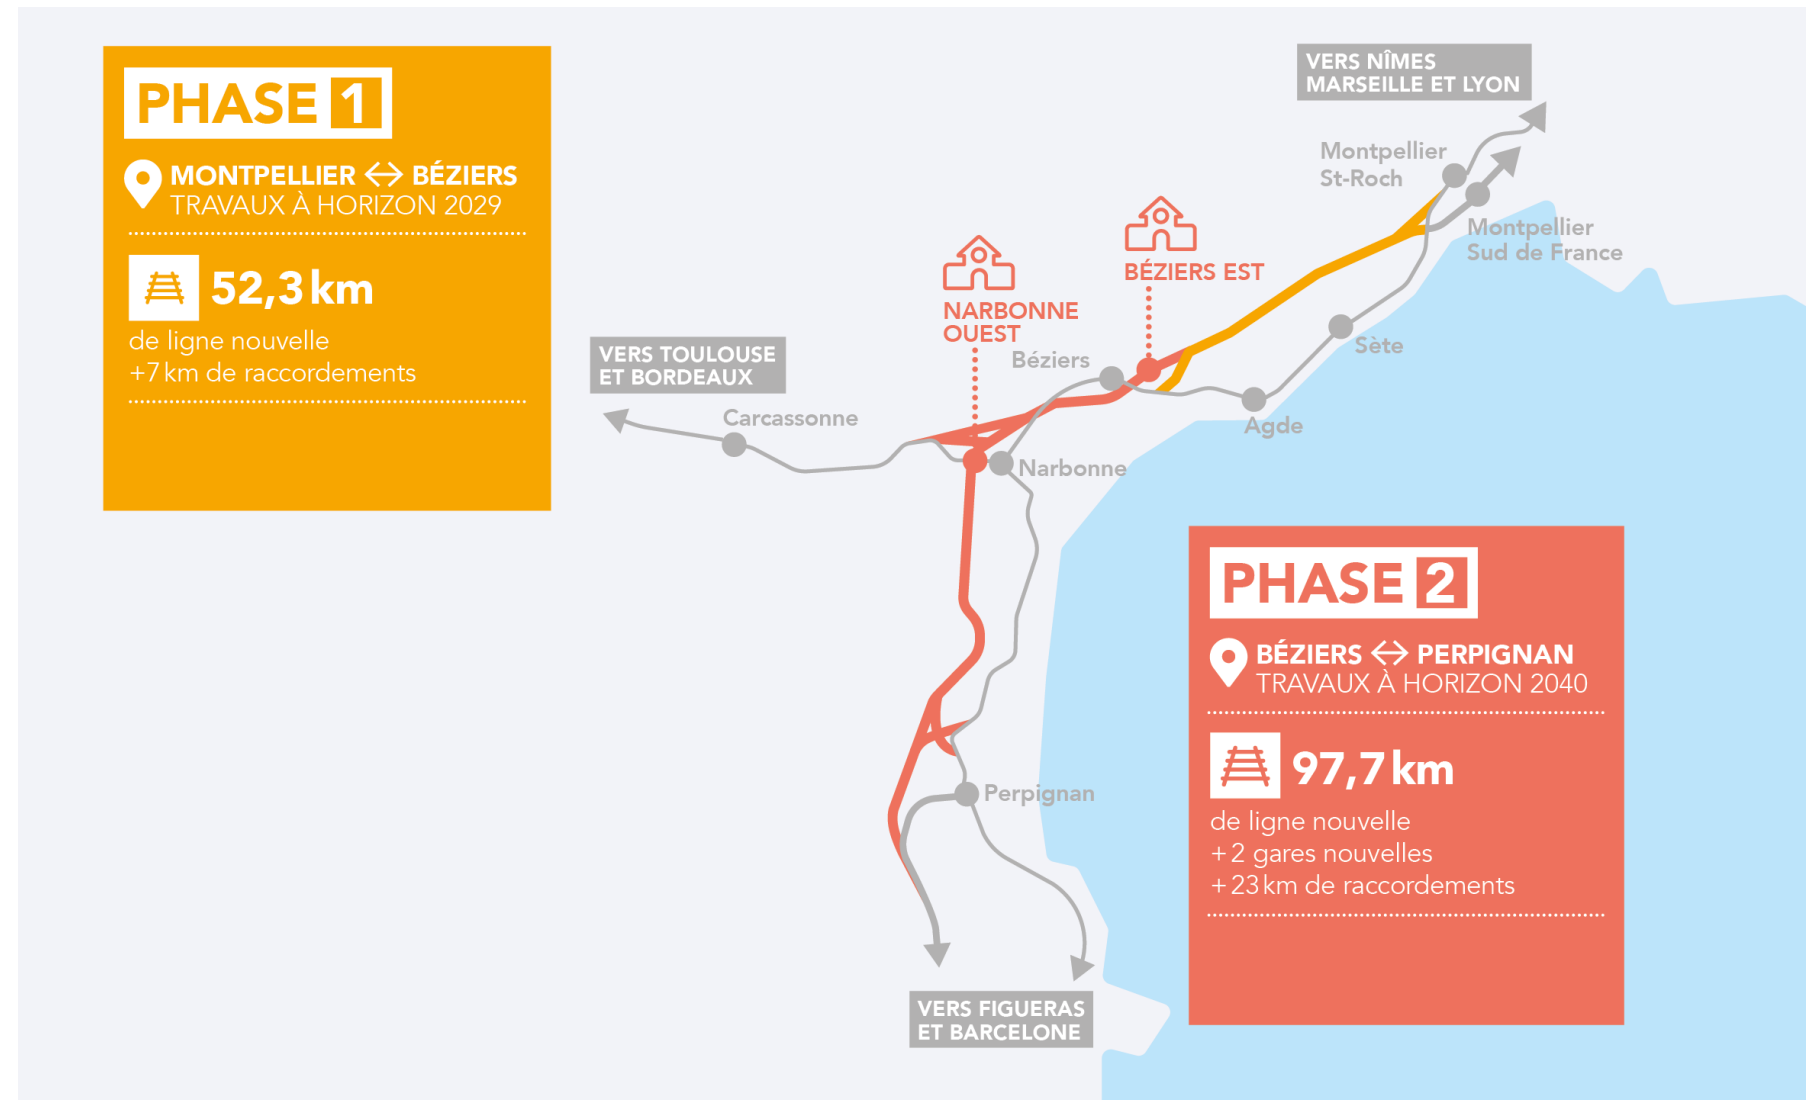 PHASE 1
MONTPELLIER ↔ BÉZIERS
TRAVAUX À HORIZON 2029
52,3 km
de ligne nouvelle
+7 km de raccordements
VERS NÎMES
MARSEILLE ET LYON
Montpellier
St-Roch
Montpellier
Sud de France
BÉZIERS EST
NARBONNE
OUEST
VERS TOULOUSE
ET BORDEAUX
Béziers
Sète
Carcassonne
Agde
Narbonne
PHASE 2
BÉZIERS ↔ PERPIGNAN
TRAVAUX À HORIZON 2040
97,7 km
de ligne nouvelle
+ 2 gares nouvelles
+ 23 km de raccordements
Perpignan
VERS FIGUERAS
ET BARCELONE